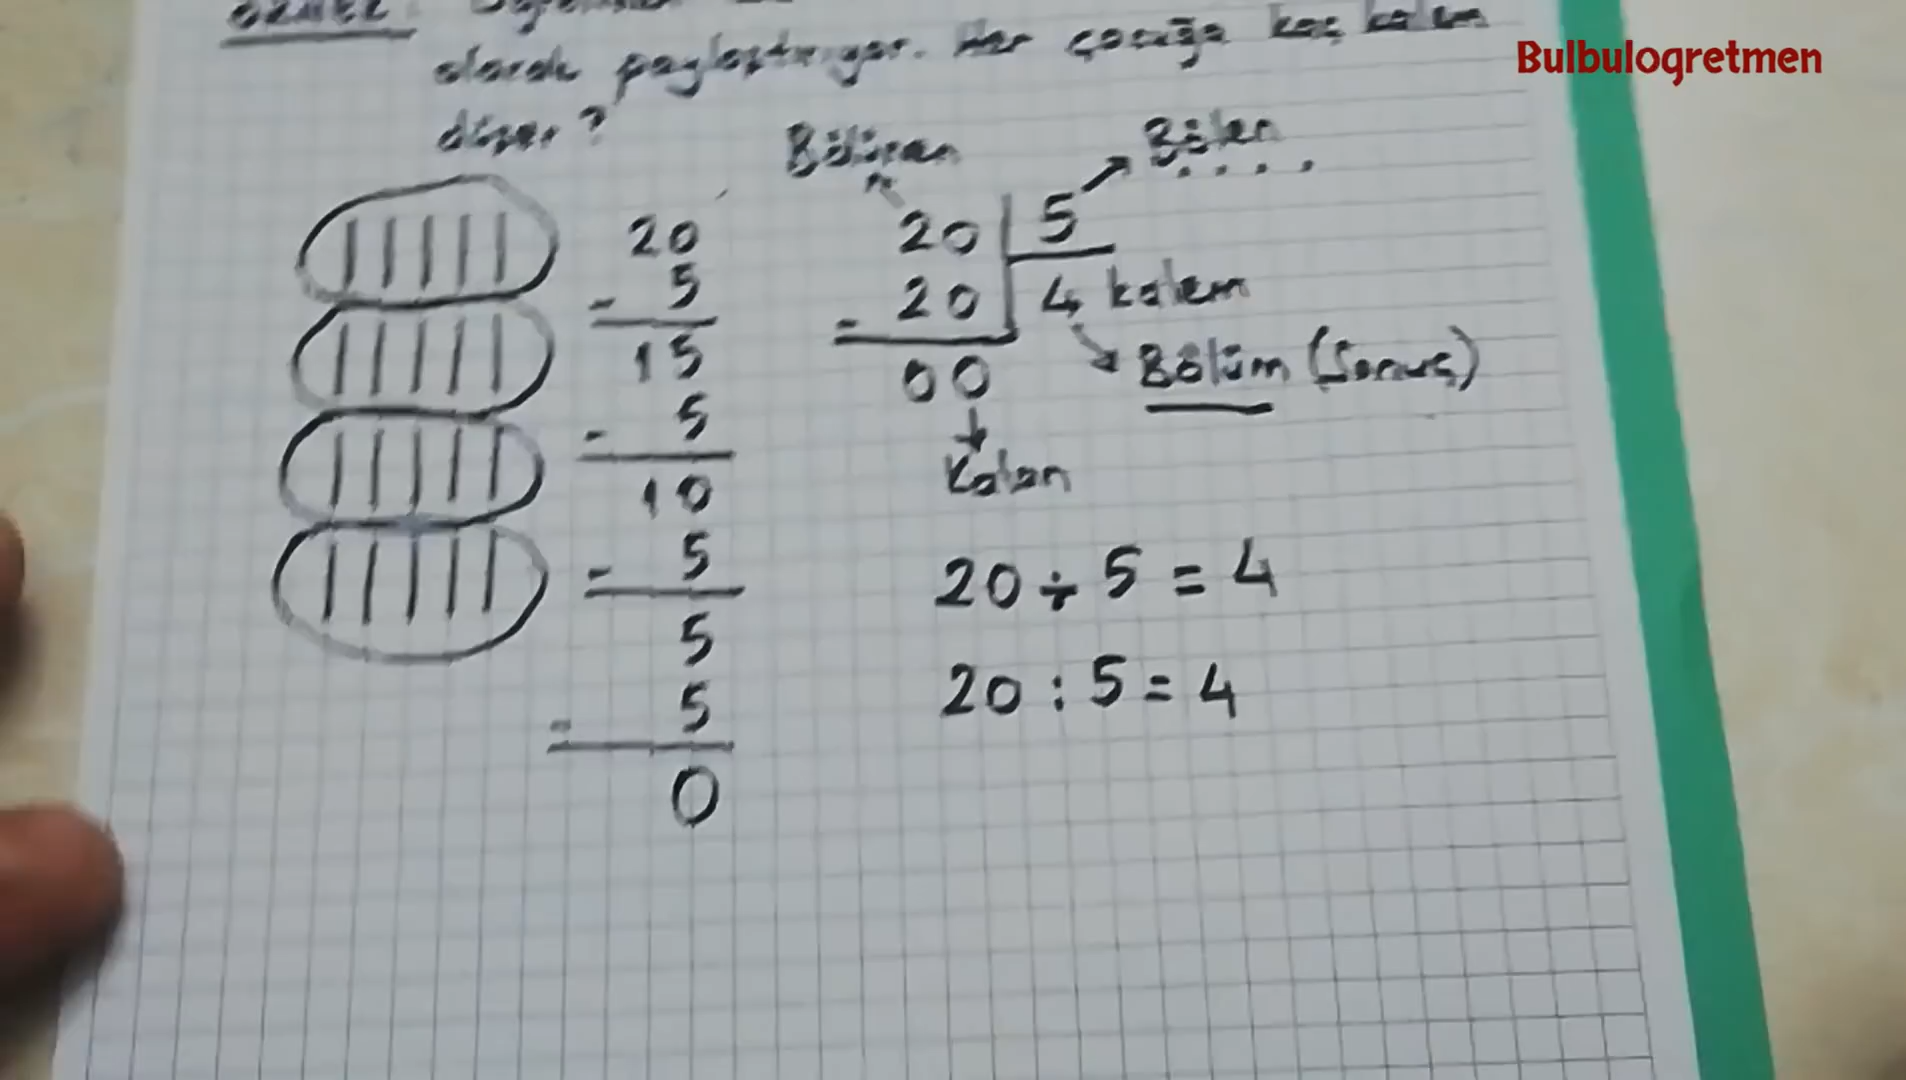 ÖRNEK:
olarak paylaştırıyor. Her çocuğa kaç kalem
düşer?
Bulbulogretmen
Bölünen
Bölen
....
20
- 5
15
- 5
10
- 5
5
- 5
0
20 | 5
- 20 | 4 kalem
00
Bölüm (Sonuç)
Kalan
20 ÷ 5 = 4
20 : 5 = 4